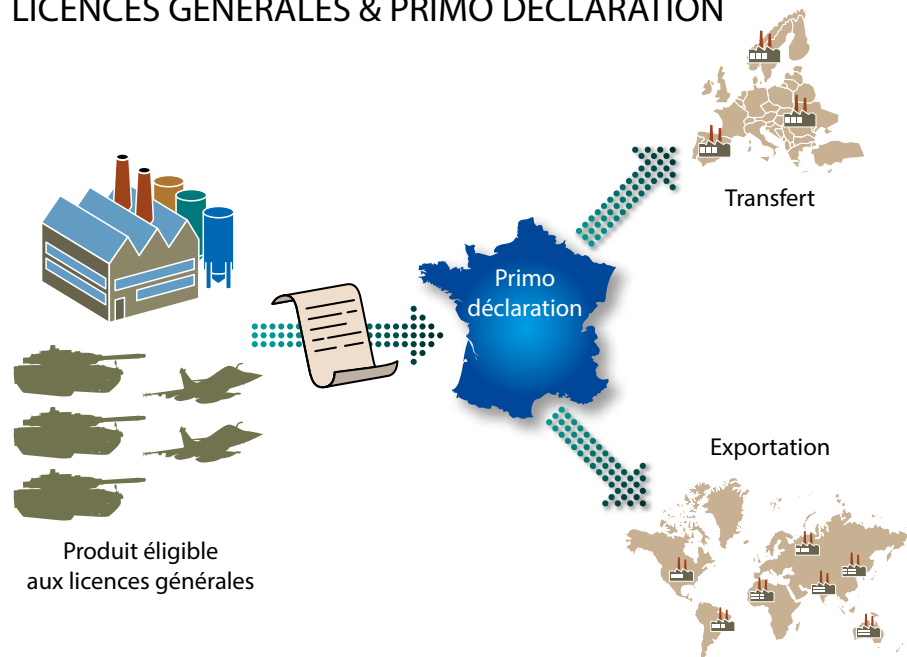 LICENCES GÉNÉRALES & PRIMO DÉCLARATION
Transfert
Primo
déclaration
Exportation
Produit éligible
aux licences générales